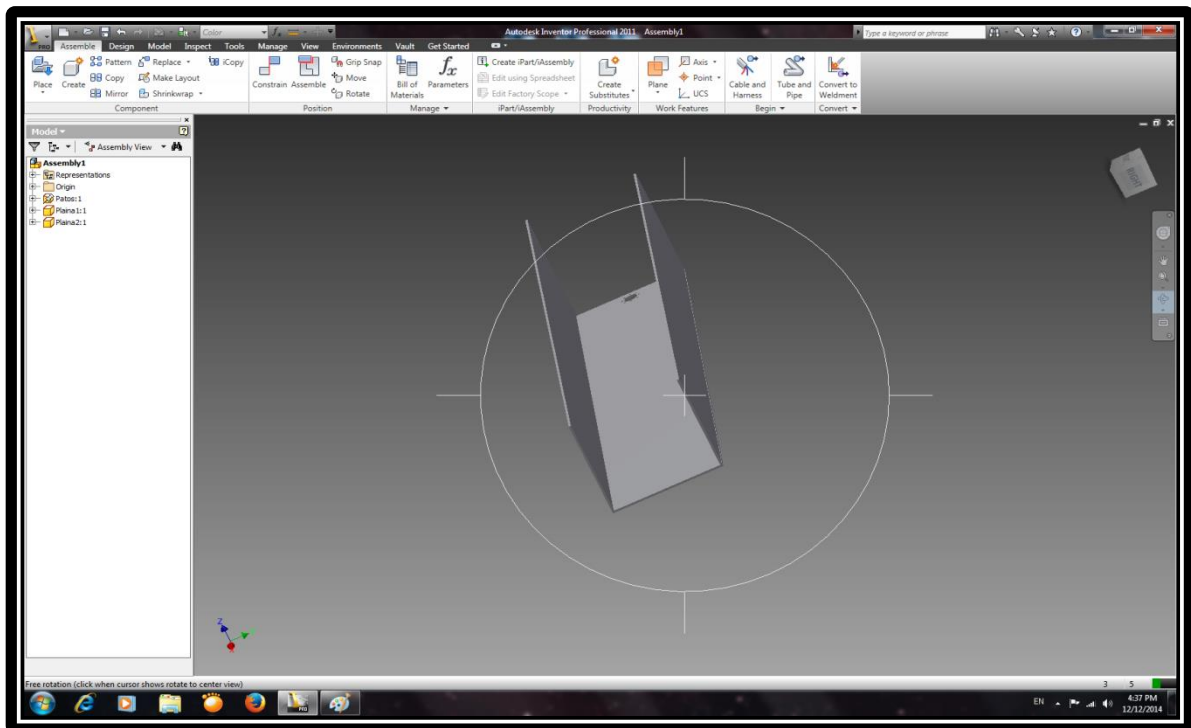 PRO
Color
Autodesk Inventor Professional 2011 Assembly1
Type a keyword or phrase
Assemble Design Model Inspect Tools Manage View Environments Vault Get Started
Place
Create
Pattern Replace iCopy
Copy Make Layout
Mirror Shrinkwrap
Component
Constrain Assemble
Grip Snap
Move
Rotate
Position
Bill of Materials
Parameters
Manage
Create iPart/iAssembly
Edit using Spreadsheet
Edit Factory Scope
iPart/iAssembly
Create Substitutes
Productivity
Plane
Axis
Point
UCS
Work Features
Cable and Harness
Tube and Pipe
Begin
Convert to Weldment
Convert
Model
Assembly View
Assembly1
Representations
Origin
Patos:1
Plaina1:1
Plaina2:1
RIGHT
Z
Free rotation (click when cursor shows rotate to center view)
3 5
PRO
EN
4:37 PM
12/12/2014